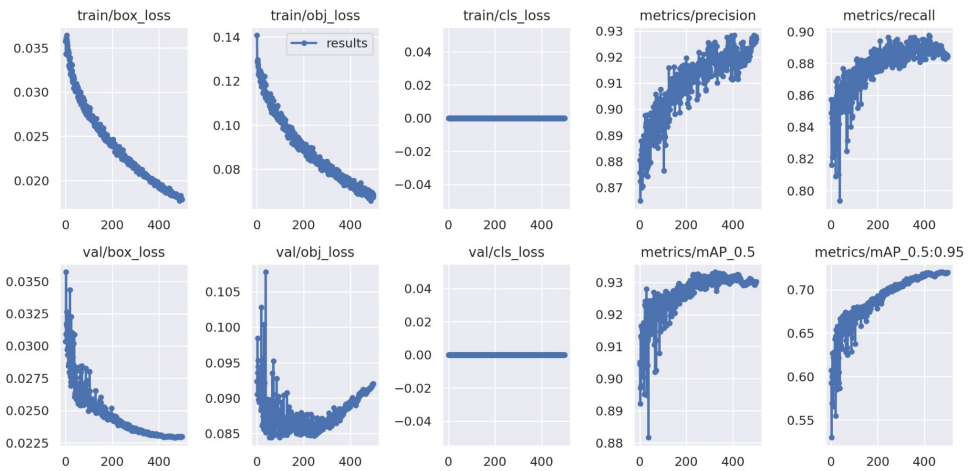 train/box_loss
train/obj_loss
train/cls_loss
metrics/precision
metrics/recall
0.035
0.030
0.025
0.020
0 200 400
0.14
0.12
0.10
0.08
results
0 200 400
0.04
0.02
0.00
−0.02
−0.04
0 200 400
0.93
0.92
0.91
0.90
0.89
0.88
0.87
0 200 400
0.90
0.88
0.86
0.84
0.82
0.80
0 200 400
val/box_loss
val/obj_loss
val/cls_loss
metrics/mAP_0.5
metrics/mAP_0.5:0.95
0.0350
0.0325
0.0300
0.0275
0.0250
0.0225
0 200 400
0.105
0.100
0.095
0.090
0.085
0 200 400
0.04
0.02
0.00
−0.02
−0.04
0 200 400
0.93
0.92
0.91
0.90
0.89
0.88
0 200 400
0.70
0.65
0.60
0.55
0 200 400